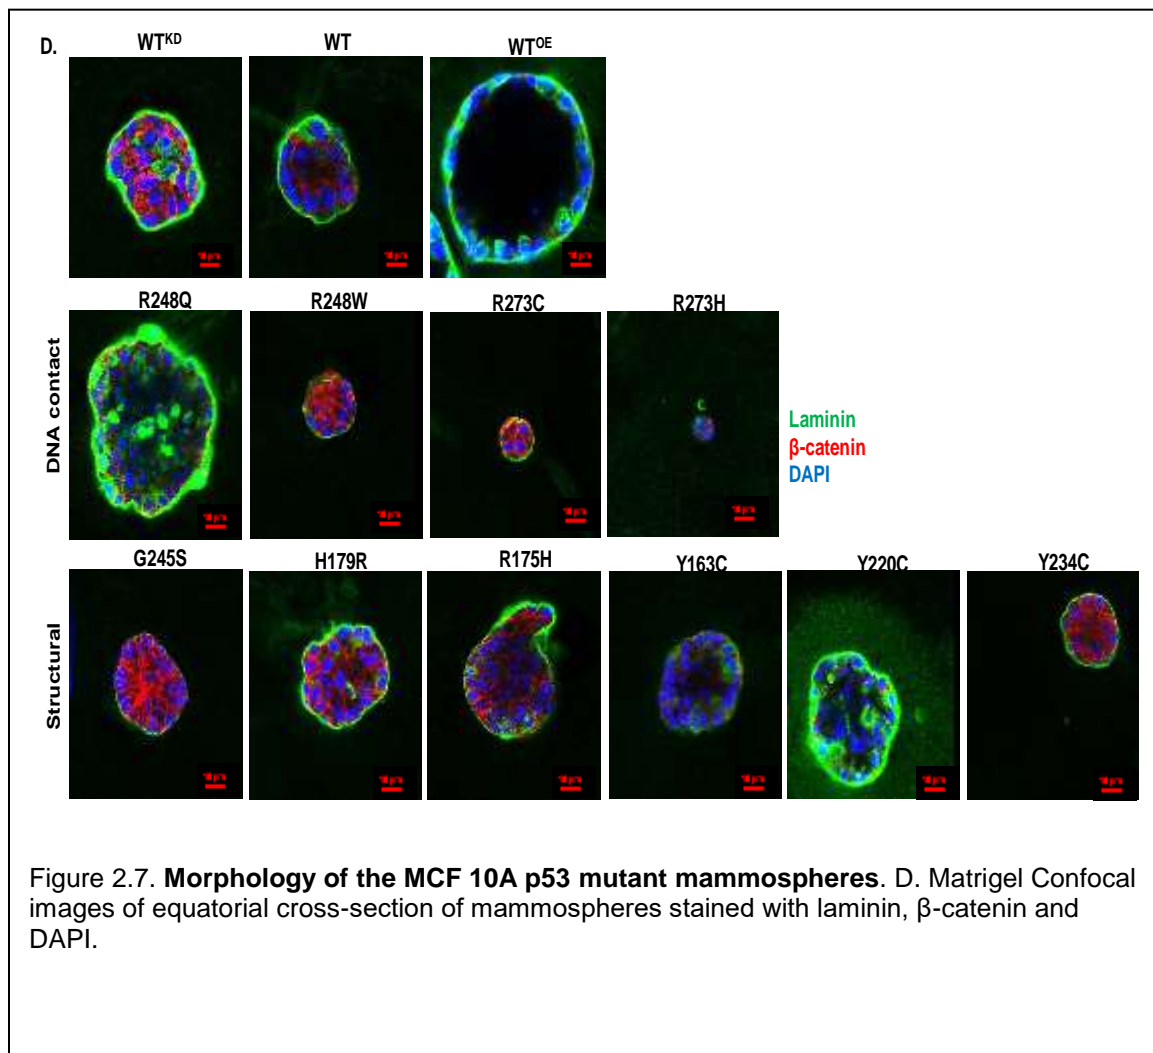 D.
WTKD WT WTOE
R248Q R248W R273C R273H
DNA contact
Laminin
β-catenin
DAPI
G245S H179R R175H Y163C Y220C Y234C
Structural
Figure 2.7. Morphology of the MCF 10A p53 mutant mammospheres. D. Matrigel Confocal
images of equatorial cross-section of mammospheres stained with laminin, β-catenin and
DAPI.